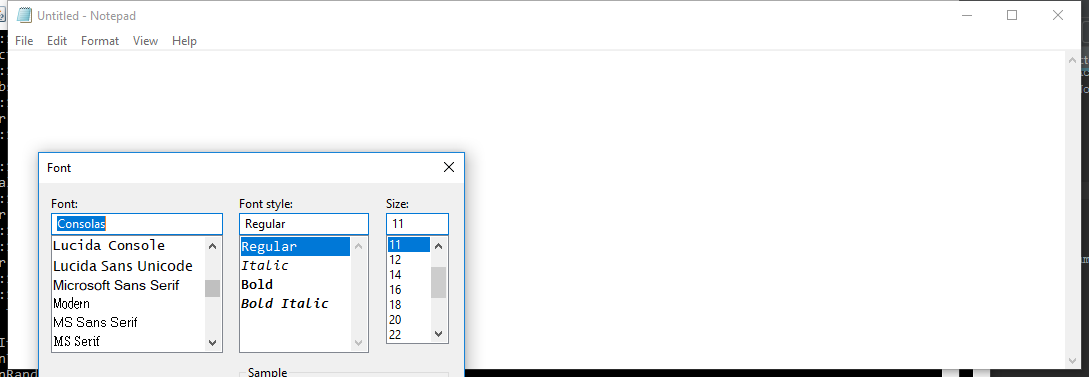 Untitled - Notepad
File Edit Format View Help
Font
Font: Font style: Size:
Consolas Regular 11
Lucida Console Regular 11
Lucida Sans Unicode Italic 12
Microsoft Sans Serif Bold 14
Modern Bold Italic 16
MS Sans Serif 18
MS Serif 20
22
Sample